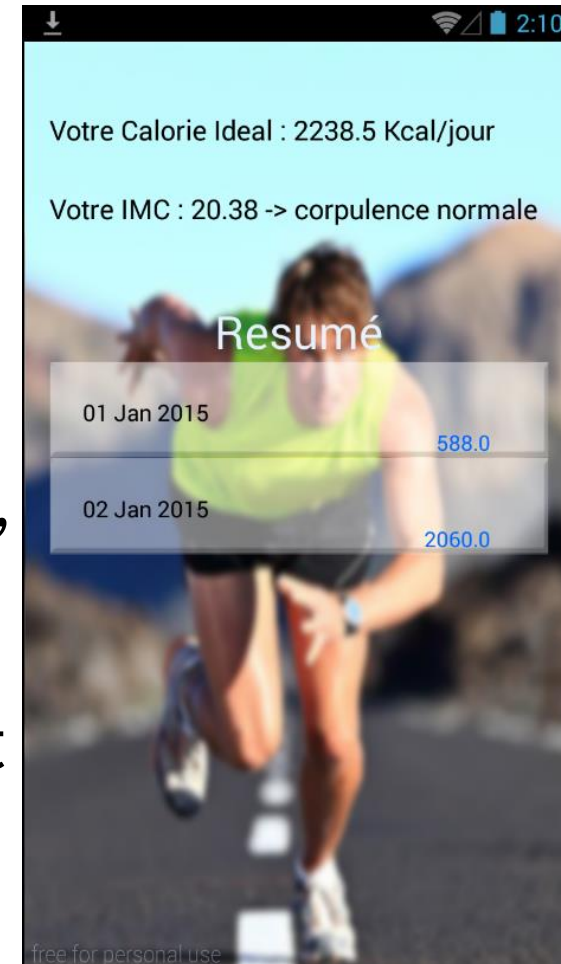 2:10
Votre Calorie Ideal : 2238.5 Kcal/jour
Votre IMC : 20.38 -> corpulence normale
Resumé
01 Jan 2015
588.0
02 Jan 2015
2060.0
,
t
free for personal use